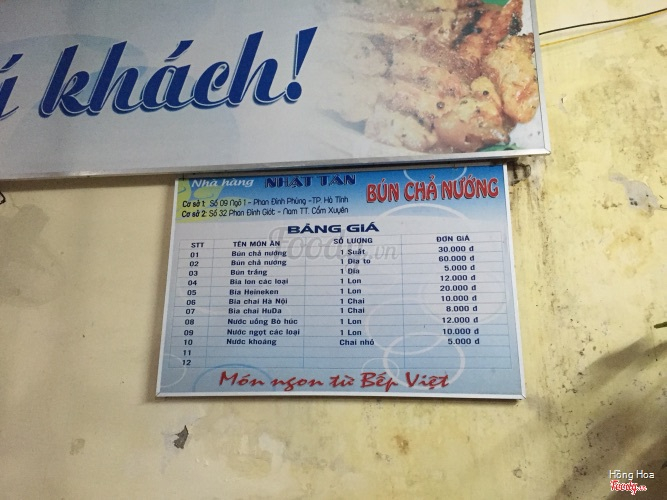 í khách!
Nhà hàng NHẬT TÂN BÚN CHẢ NƯỚNG
Cơ sở 1: Số 09 Ngõ 1 - Phan Đình Phùng -TP. Hà Tĩnh
Cơ sở 2: Số 32 Phan Đình Giót - Nam TT. Cẩm Xuyên
BẢNG GIÁ
STT TÊN MÓN ĂN SỐ LƯỢNG ĐƠN GIÁ
01 Bún chả nướng 1 Suất 30.000 đ
02 Bún chả nướng 1 Dĩa to 60.000 đ
03 Bún trắng 1 Dĩa 5.000 đ
04 Bia lon các loại 1 Lon 12.000 đ
05 Bia Heineken 1 Lon 20.000 đ
06 Bia chai Hà Nội 1 Chai 10.000 đ
07 Bia chai HuDa 1 Chai 8.000 đ
08 Nước uống Bò húc 1 Lon 12.000 đ
09 Nước ngọt các loại 1 Lon 10.000 đ
10 Nước khoáng Chai nhỏ 5.000 đ
11
12
Món ngon từ Bếp Việt
Foody.vn
Hồng Hoa
Foody.vn